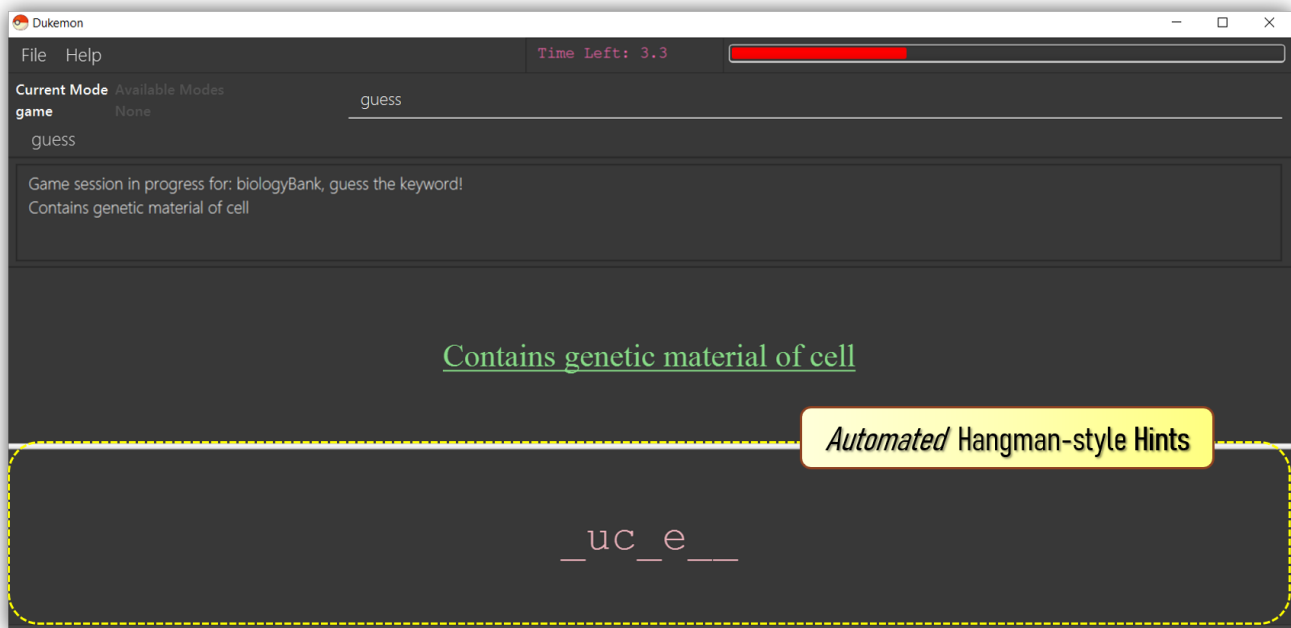 Dukemon
File Help
Time Left: 3.3
Current Mode Available Modes
game None
guess
guess
Game session in progress for: biologyBank, guess the keyword!
Contains genetic material of cell
Contains genetic material of cell
Automated Hangman-style Hints
_uc_e__